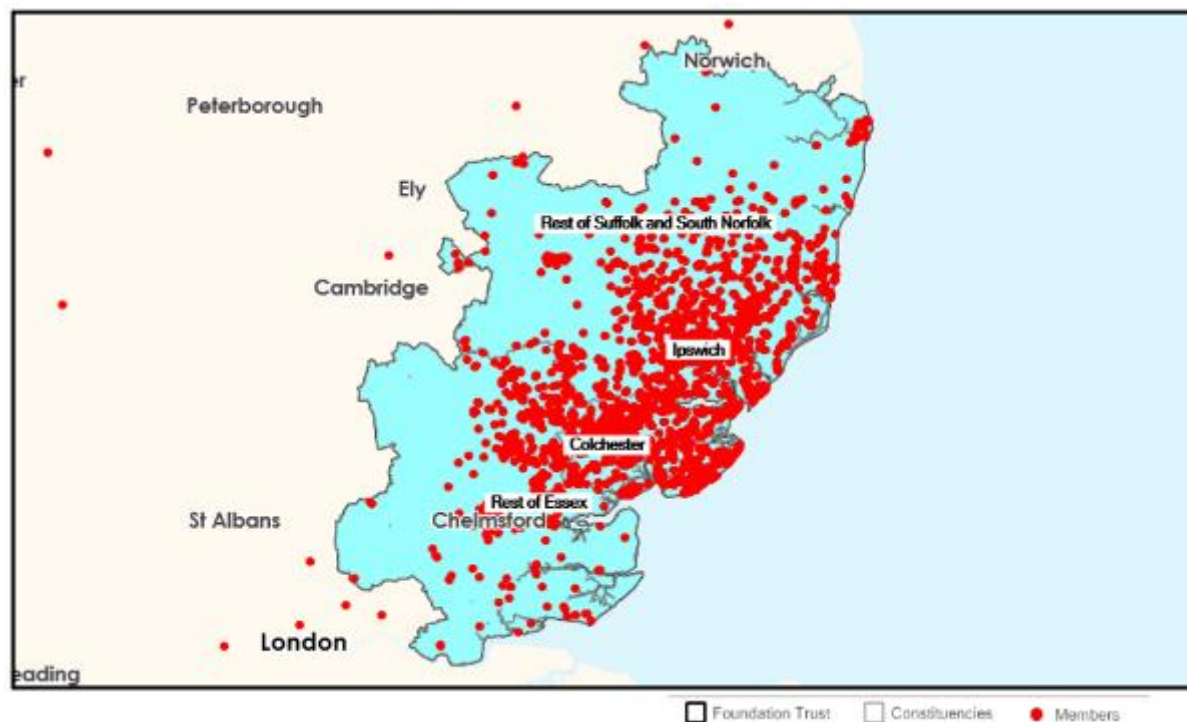 Norwich
er
Peterborough
Ely
Rest of Suffolk and South Norfolk
Cambridge
Ipswich
Colchester
Rest of Essex
St Albans
Chelmsford
London
eading
Foundation Trust
Constituencies
Members